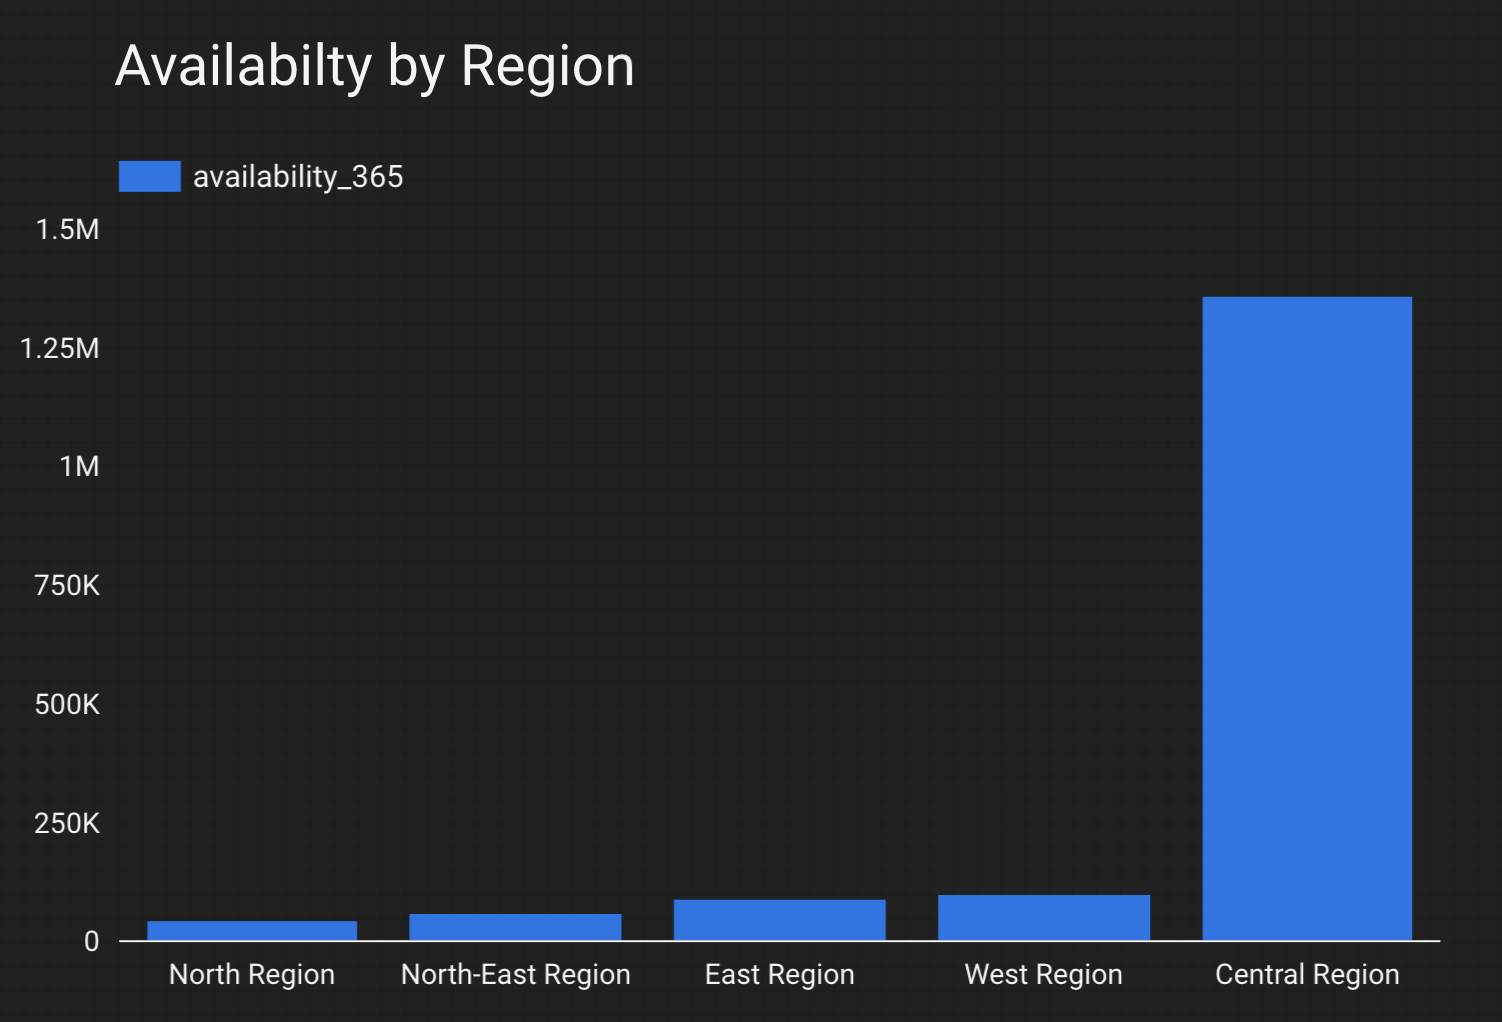 Availabilty by Region
availability_365
1.5M
1.25M
1M
750K
500K
250K
0
North Region
North-East Region
East Region
West Region
Central Region